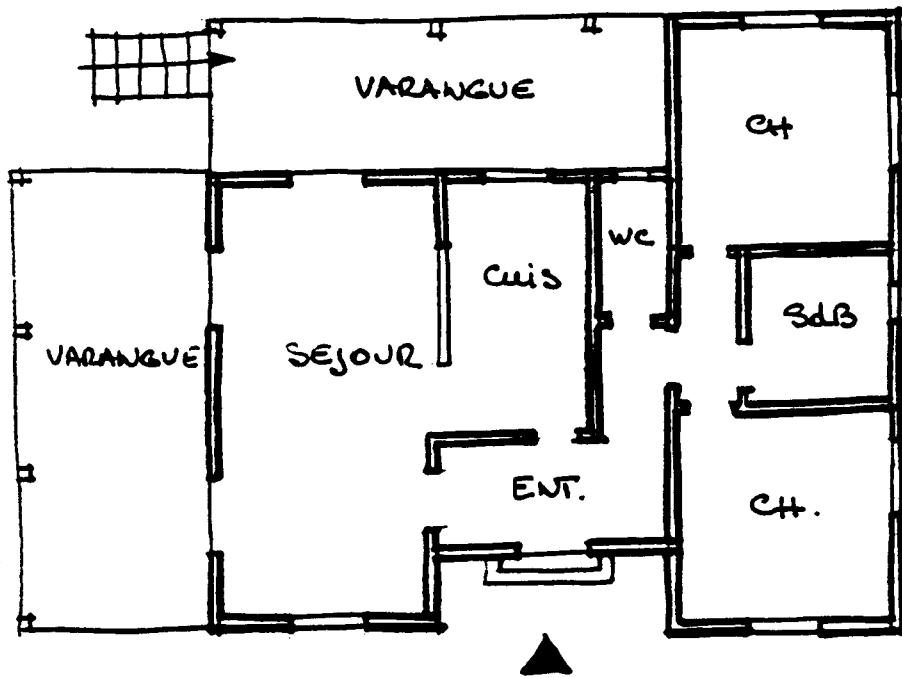 VARANGUE
CH
WC
Cuis
SdB
VARANGUE
SEJOUR
ENT.
CH.